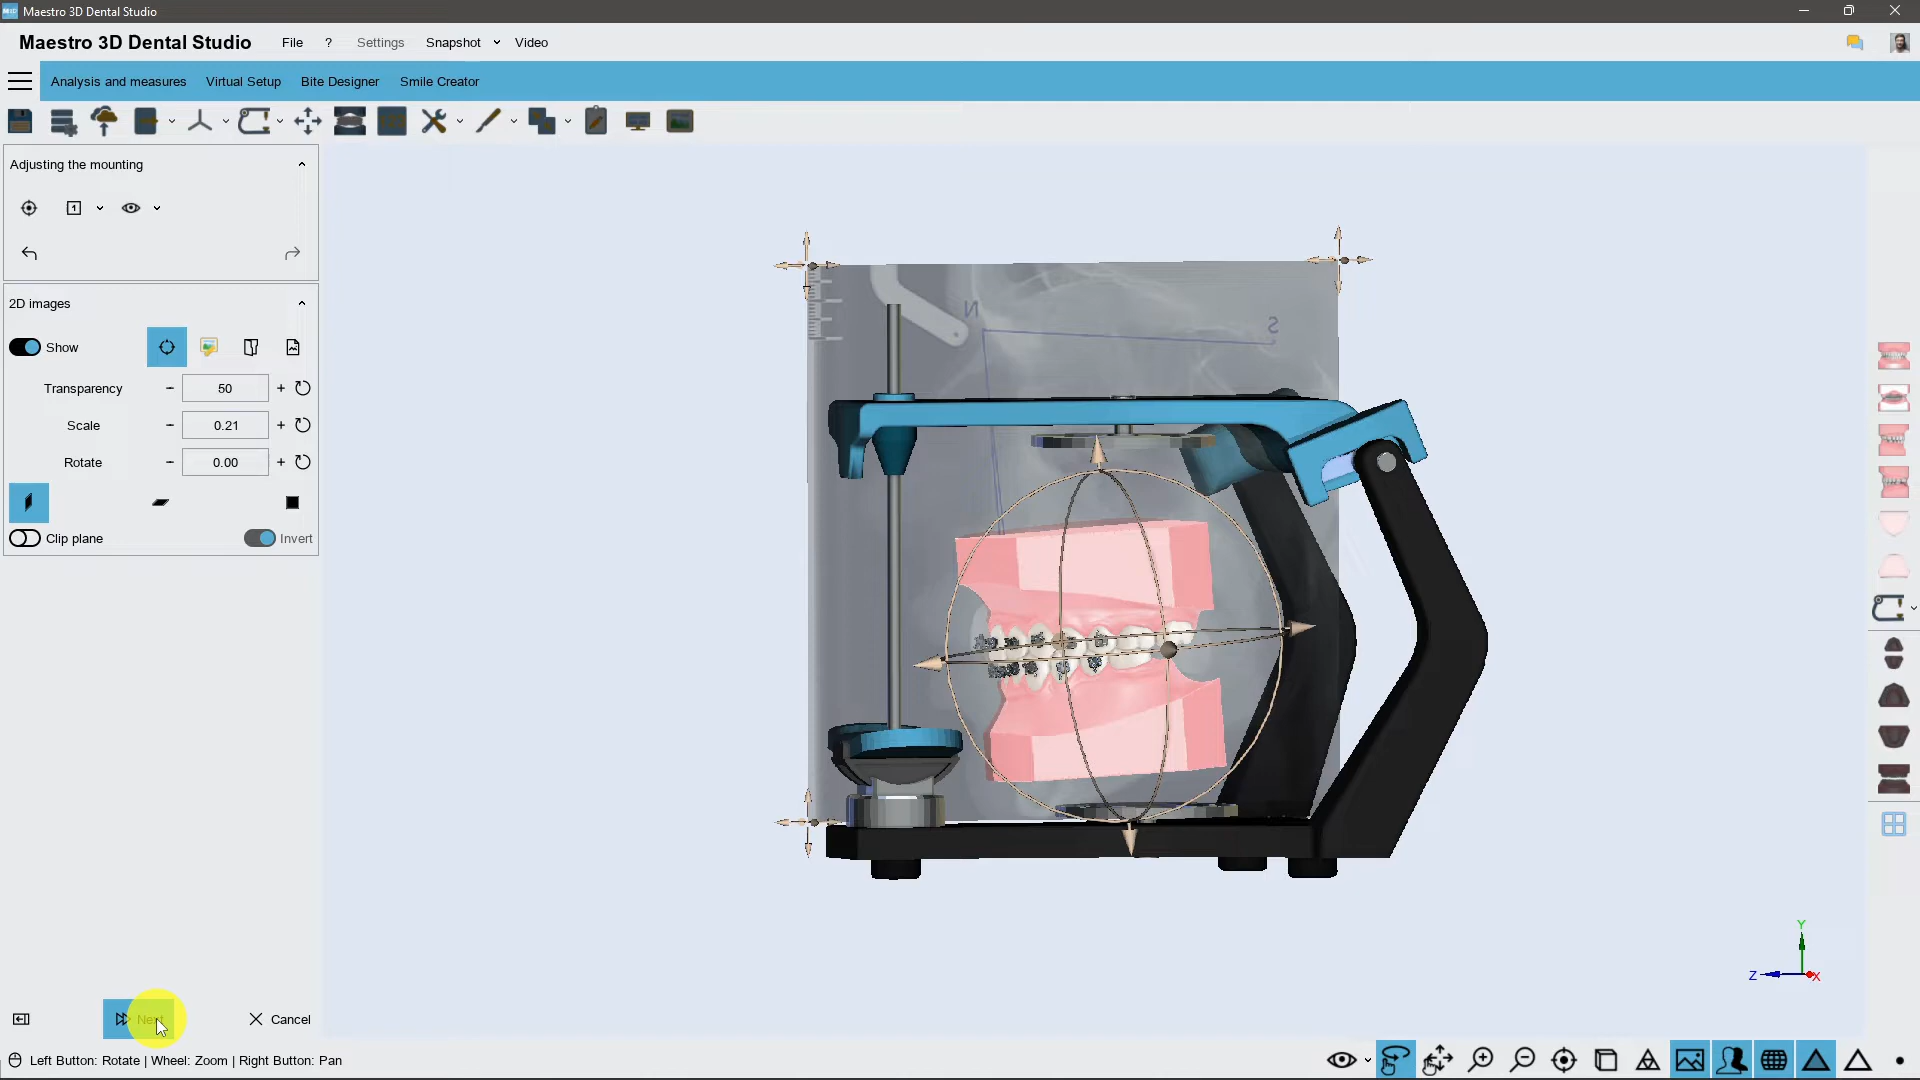 Maestro 3D Dental Studio
Maestro 3D Dental Studio File ? Settings Snapshot Video
Analysis and measures Virtual Setup Bite Designer Smile Creator
Adjusting the mounting
1
2D images
Show
Transparency - 50 +
Scale - 0.21 +
Rotate - 0.00 +
Clip plane Invert
N
S
Y
Z X
Next Cancel
Left Button: Rotate | Wheel: Zoom | Right Button: Pan